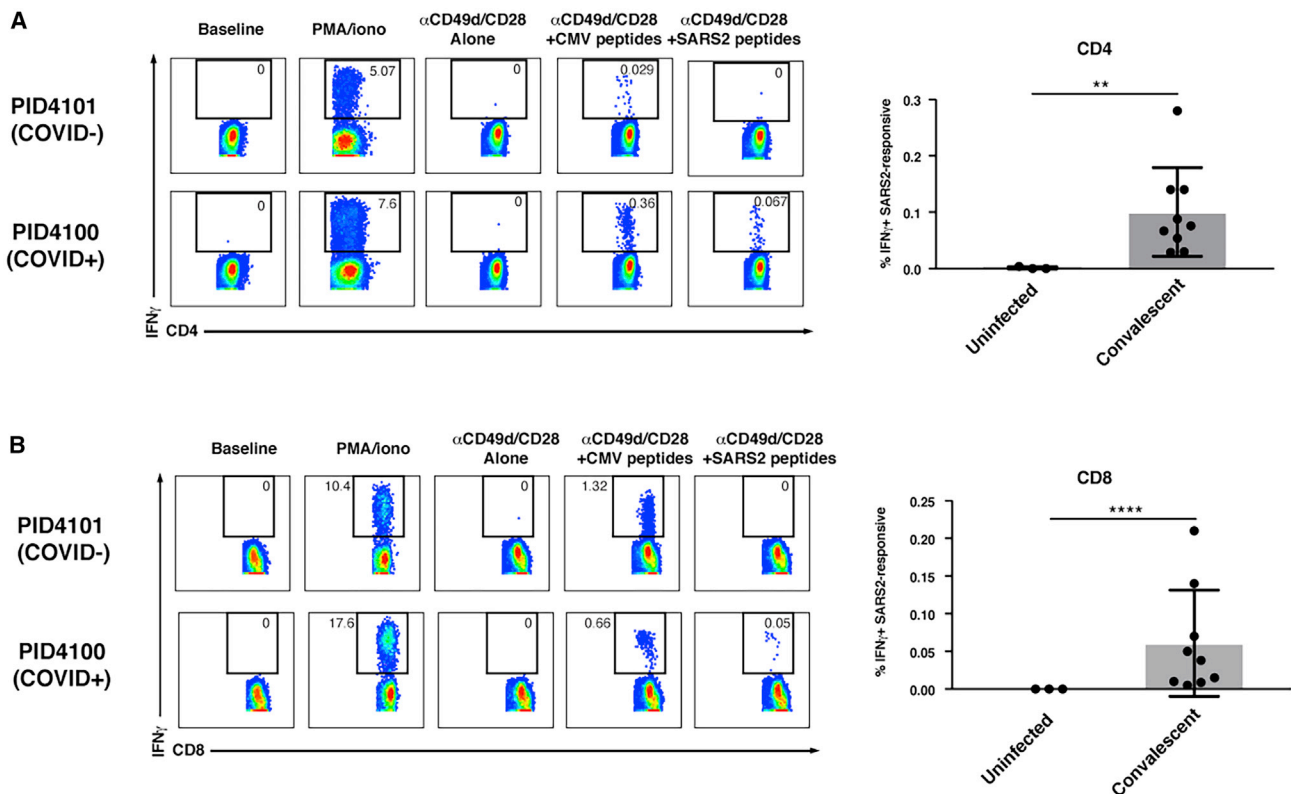 A
Baseline
PMA/iono
αCD49d/CD28
Alone
αCD49d/CD28
+CMV peptides
αCD49d/CD28
+SARS2 peptides
PID4101
(COVID-)
0
5.07
0
0.029
0
PID4100
(COVID+)
0
7.6
0
0.36
0.067
IFNγ
CD4
CD4
**
% IFNγ+ SARS2-responsive
0.3
0.2
0.1
0.0
Uninfected
Convalescent
B
Baseline
PMA/iono
αCD49d/CD28
Alone
αCD49d/CD28
+CMV peptides
αCD49d/CD28
+SARS2 peptides
PID4101
(COVID-)
0
10.4
0
1.32
0
PID4100
(COVID+)
0
17.6
0
0.66
0.05
IFNγ
CD8
CD8
****
% IFNγ+ SARS2-responsive
0.25
0.20
0.15
0.10
0.05
0.00
Uninfected
Convalescent